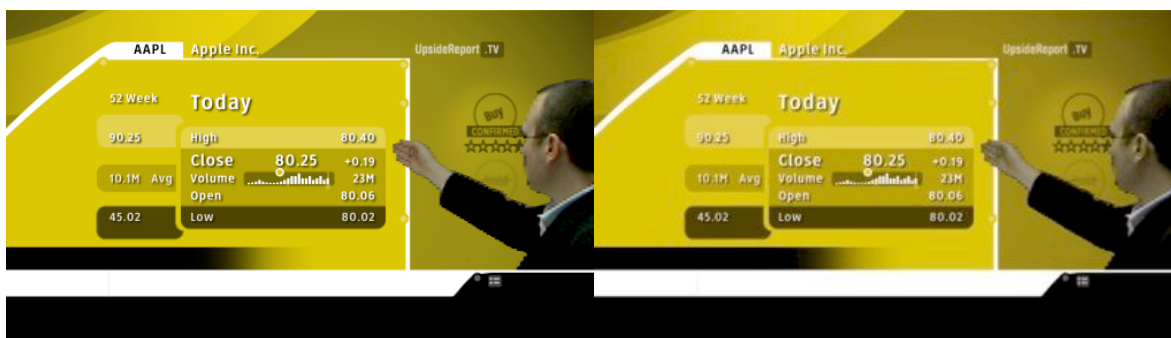 AAPL Apple Inc. UpsideReport .TV
52 Week Today
90.25 High 80.40
Close 80.25 +0.19
10.1M Avg Volume 23M
Open 80.06
45.02 Low 80.02
Buy
CONFIRMED
AAPL Apple Inc. UpsideReport .TV
52 Week Today
90.25 High 80.40
Close 80.25 +0.19
10.1M Avg Volume 23M
Open 80.06
45.02 Low 80.02
Buy
CONFIRMED